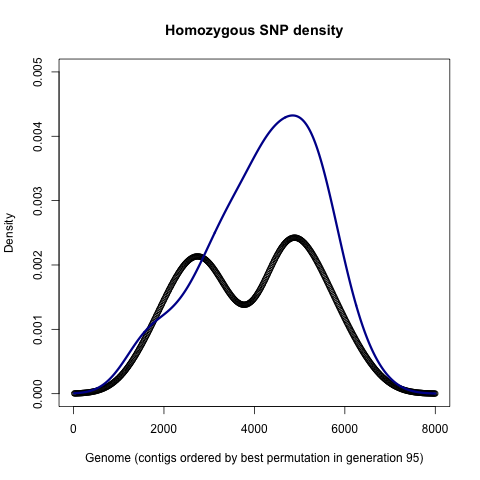 Homozygous SNP density
Density
0.005
0.004
0.003
0.002
0.001
0.000
0 2000 4000 6000 8000
Genome (contigs ordered by best permutation in generation 95)